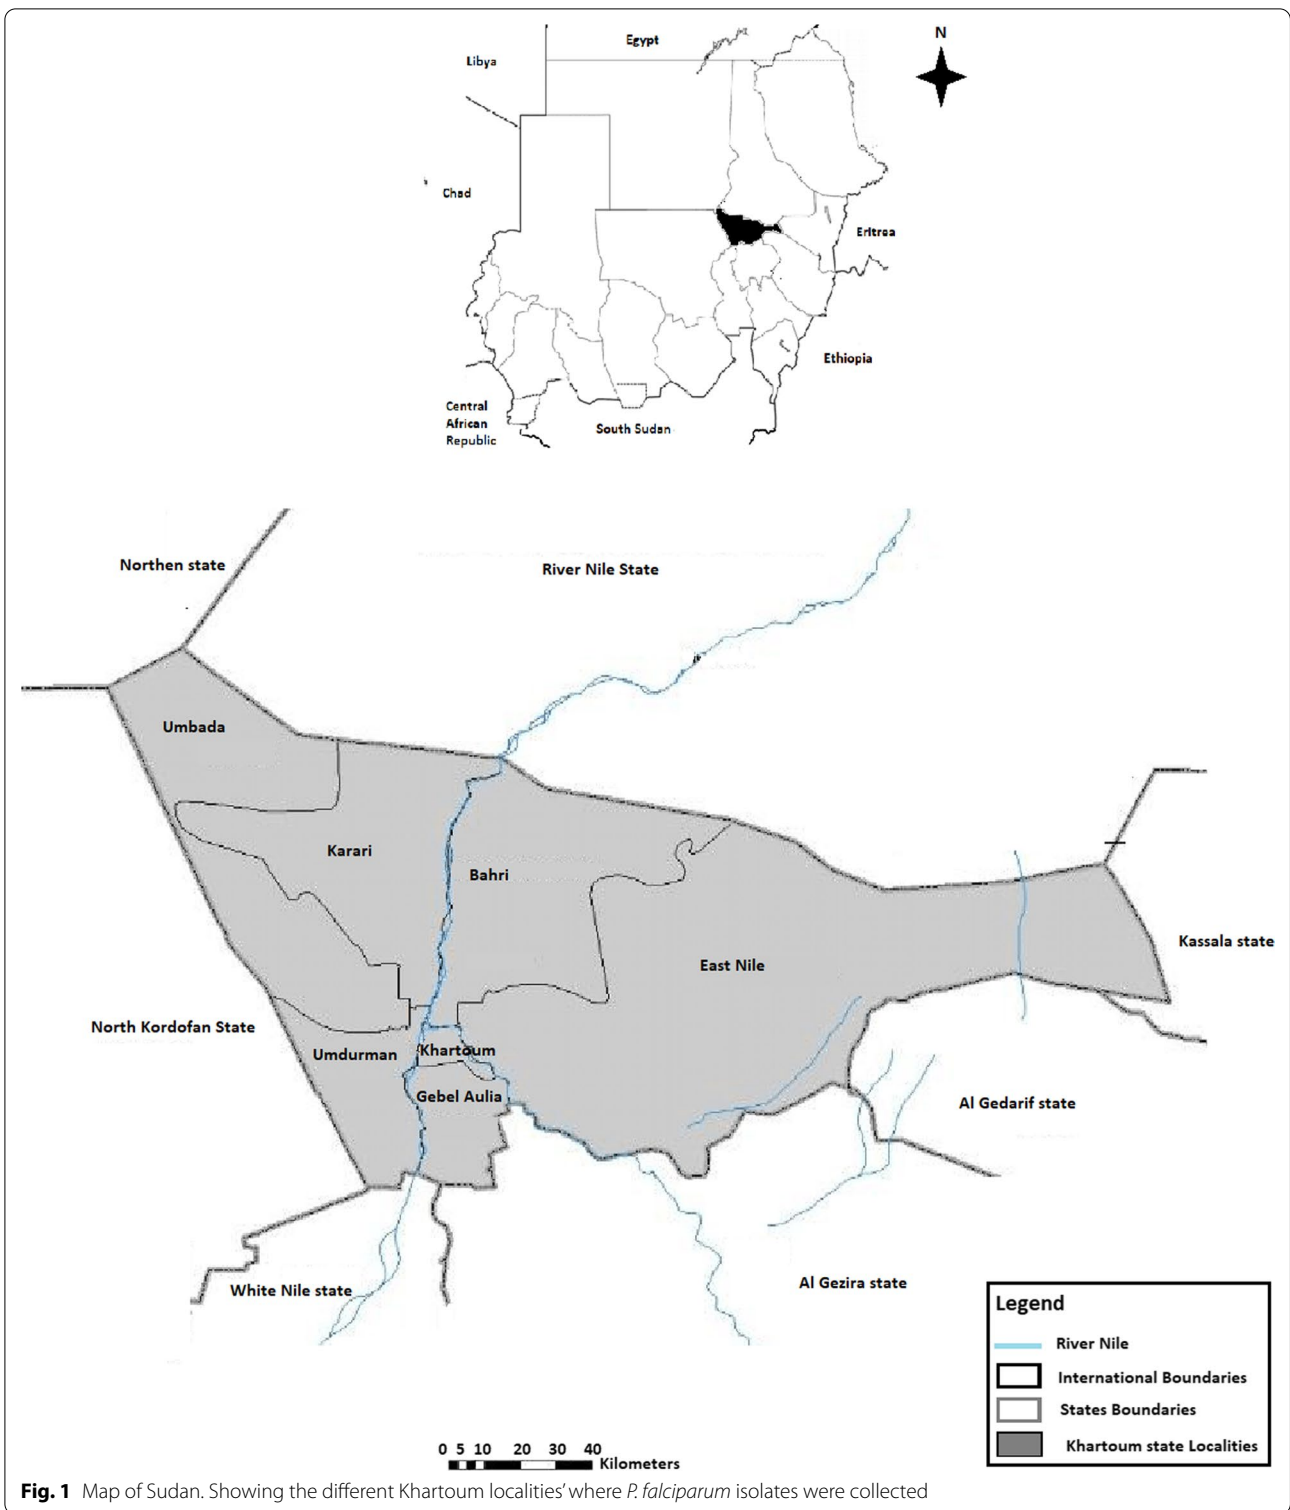 N
Egypt
Libya
Chad
Eritrea
Ethiopia
Central
African
Republic
South Sudan
Northen state
River Nile State
Umbada
Karari
Bahri
East Nile
Kassala state
North Kordofan State
Umdurman
Khartoum
Gebel Aulia
Al Gedarif state
White Nile state
Al Gezira state
Legend
River Nile
International Boundaries
States Boundaries
Khartoum state Localities
0 5 10 20 30 40
Kilometers
Fig. 1 Map of Sudan. Showing the different Khartoum localities' where P. falciparum isolates were collected